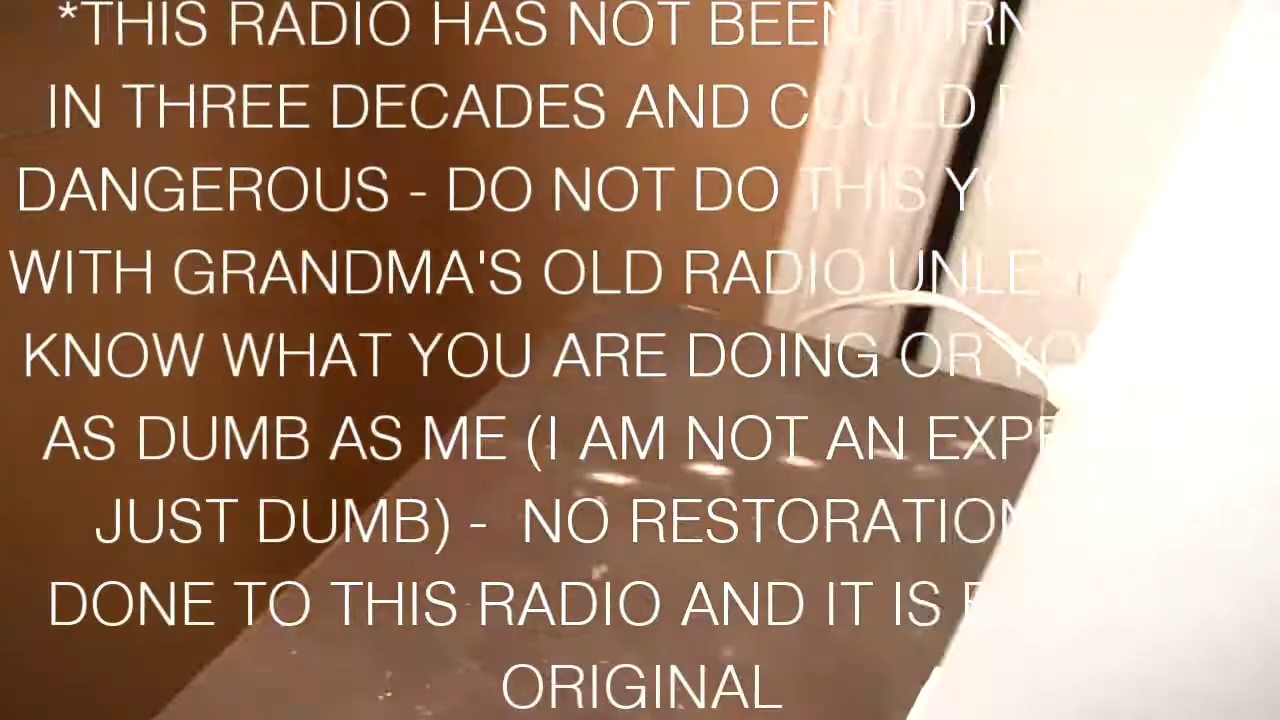 *THIS RADIO HAS NOT BEEN
IN THREE DECADES AND COULD
DANGEROUS - DO NOT DO THIS
WITH GRANDMA'S OLD RADIO
KNOW WHAT YOU ARE DOING OR
AS DUMB AS ME (I AM NOT AN
JUST DUMB) - NO RESTORATION
DONE TO THIS RADIO AND IT IS
ORIGINAL